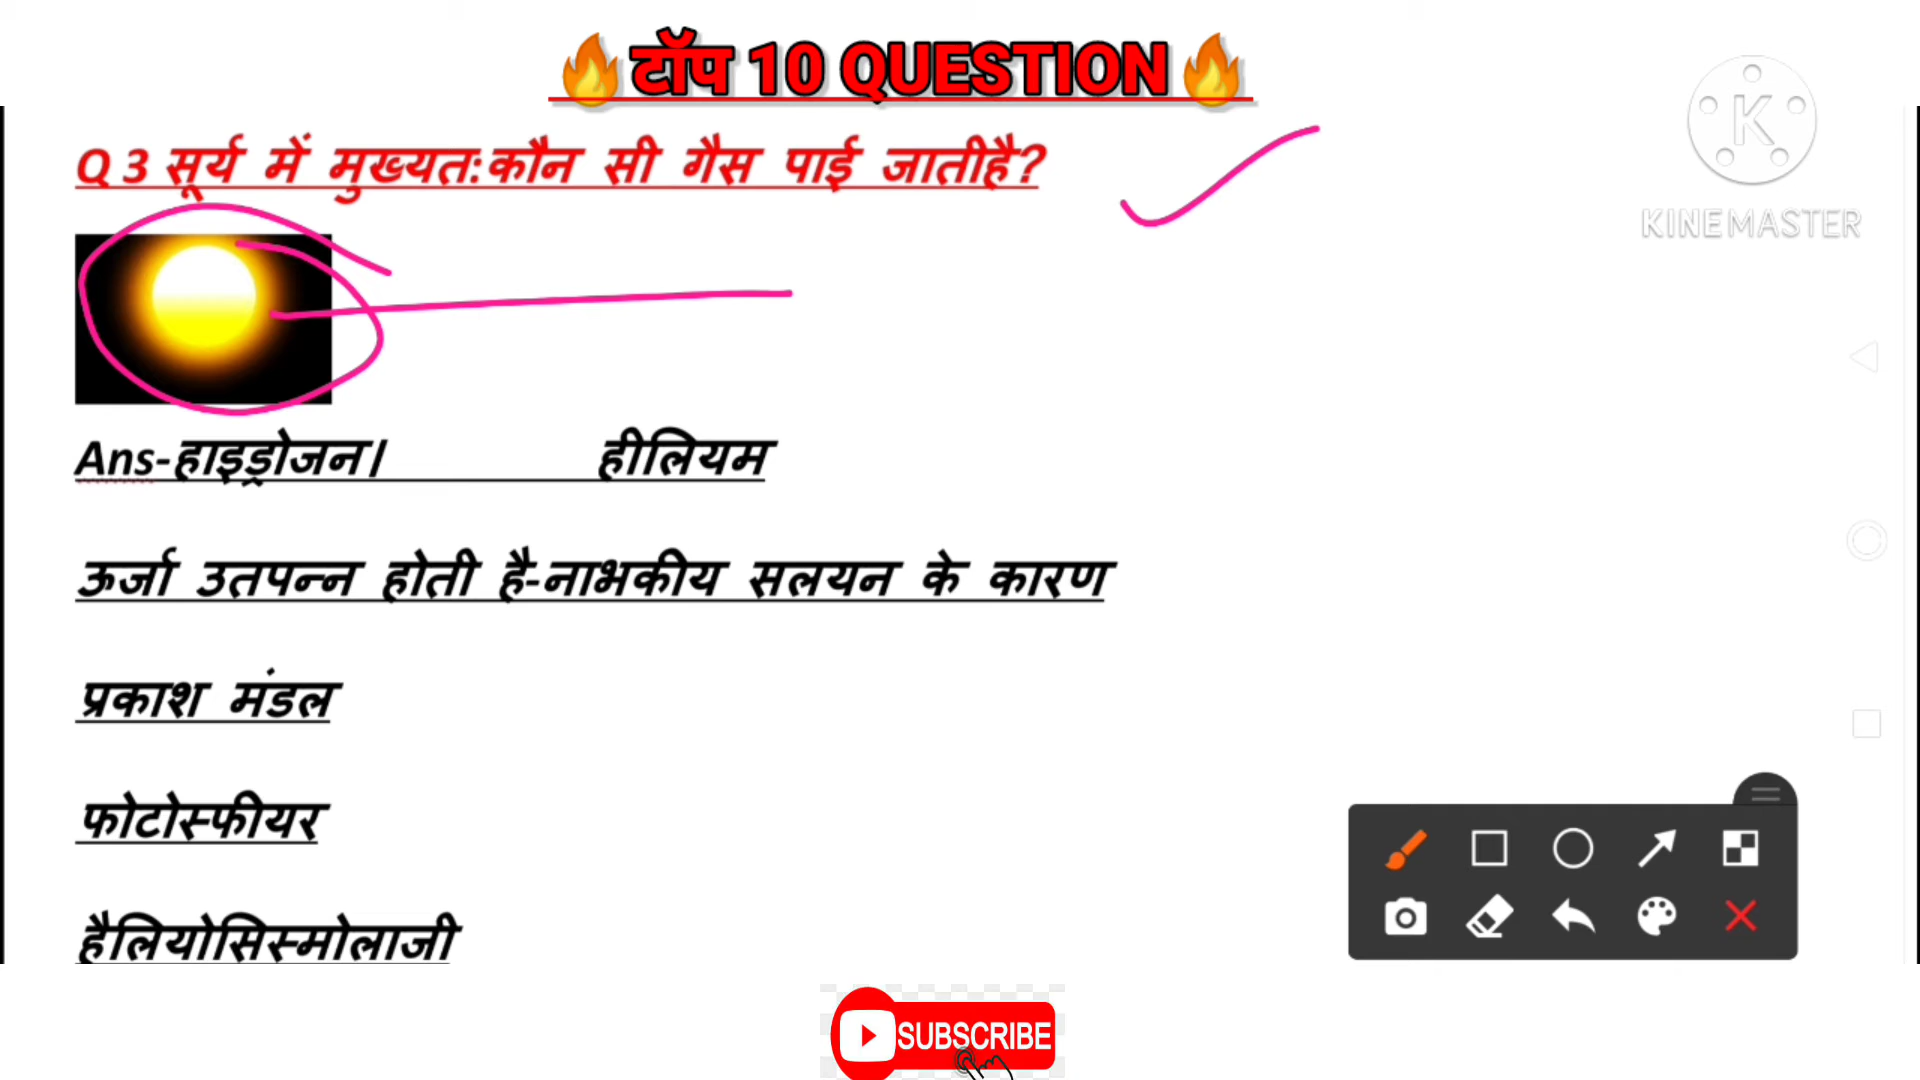 🔥टॉप 10 QUESTION🔥
Q 3 सूर्य में मुख्यत:कौन सी गैस पाई जातीहै?
K
KINEMASTER
Ans-हाइड्रोजन। हीलियम
ऊर्जा उतपन्न होती है-नाभकीय सलयन के कारण
प्रकाश मंडल
फोटोस्फीयर
हैलियोसिस्मोलाजी
SUBSCRIBE